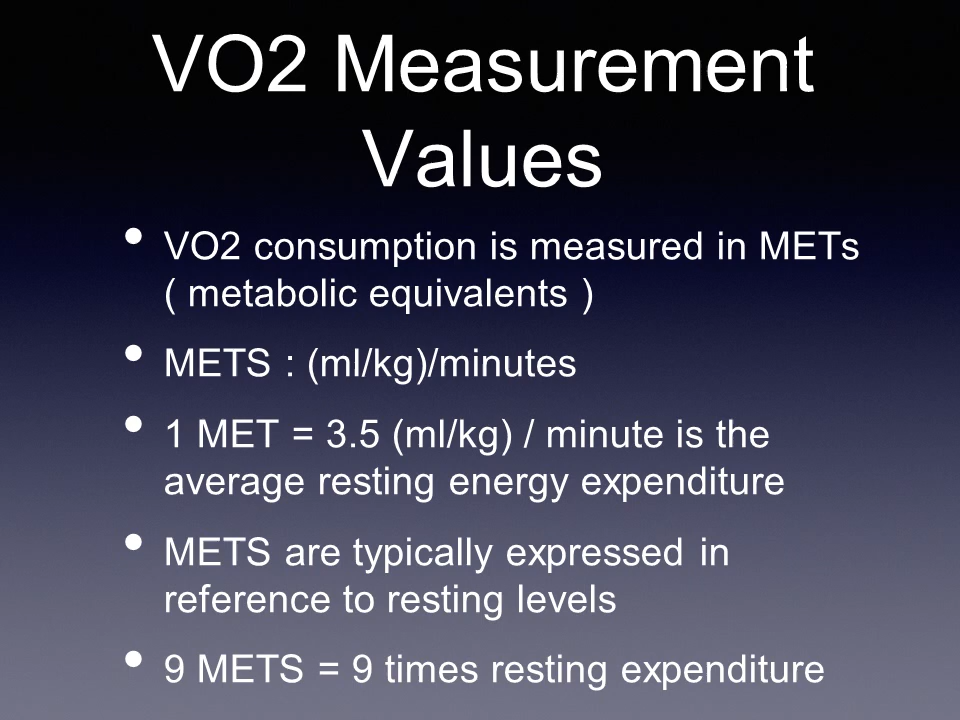 VO2 Measurement
Values
• VO2 consumption is measured in METs
( metabolic equivalents )
• METS : (ml/kg)/minutes
• 1 MET = 3.5 (ml/kg) / minute is the
average resting energy expenditure
• METS are typically expressed in
reference to resting levels
• 9 METS = 9 times resting expenditure